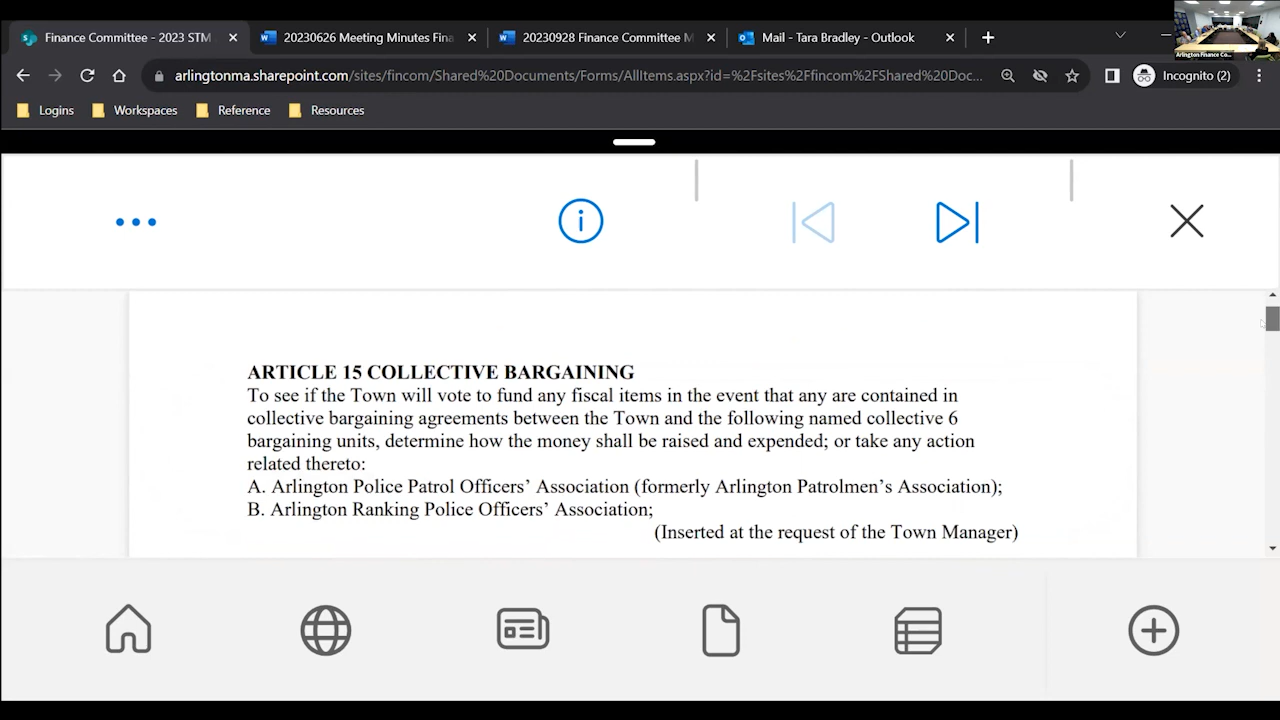 Finance Committee - 2023 STM
20230626 Meeting Minutes Fina
20230928 Finance Committee M
Mail - Tara Bradley - Outlook
arlingtonma.sharepoint.com/sites/fincom/Shared%20Documents/Forms/AllItems.aspx?id=%2Fsites%2Ffincom%2FShared%20Doc...
Incognito (2)
Logins
Workspaces
Reference
Resources
Arlington Finance Co...
ARTICLE 15 COLLECTIVE BARGAINING
To see if the Town will vote to fund any fiscal items in the event that any are contained in
collective bargaining agreements between the Town and the following named collective 6
bargaining units, determine how the money shall be raised and expended; or take any action
related thereto:
A. Arlington Police Patrol Officers' Association (formerly Arlington Patrolmen's Association);
B. Arlington Ranking Police Officers' Association;
(Inserted at the request of the Town Manager)